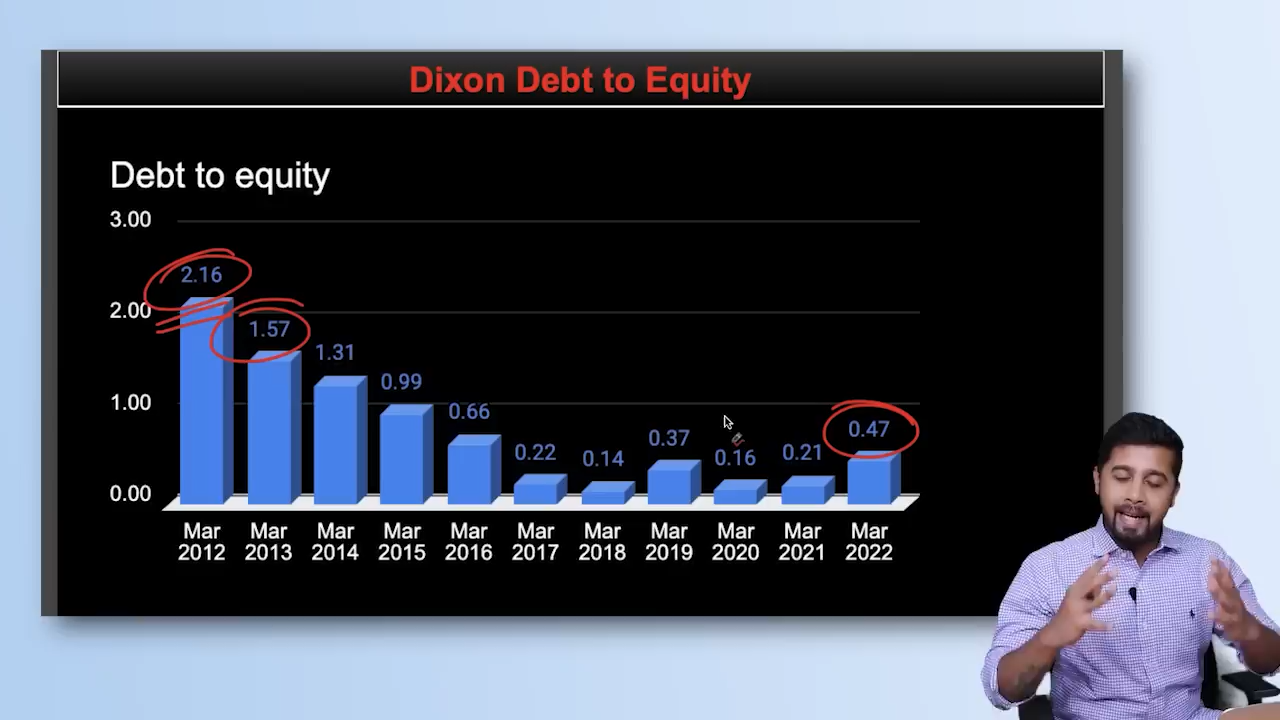 Dixon Debt to Equity
Debt to equity
3.00
2.00
1.00
0.00
2.16
1.57
1.31
0.99
0.66
0.22
0.14
0.37
0.16
0.21
0.47
Mar 2012
Mar 2013
Mar 2014
Mar 2015
Mar 2016
Mar 2017
Mar 2018
Mar 2019
Mar 2020
Mar 2021
Mar 2022